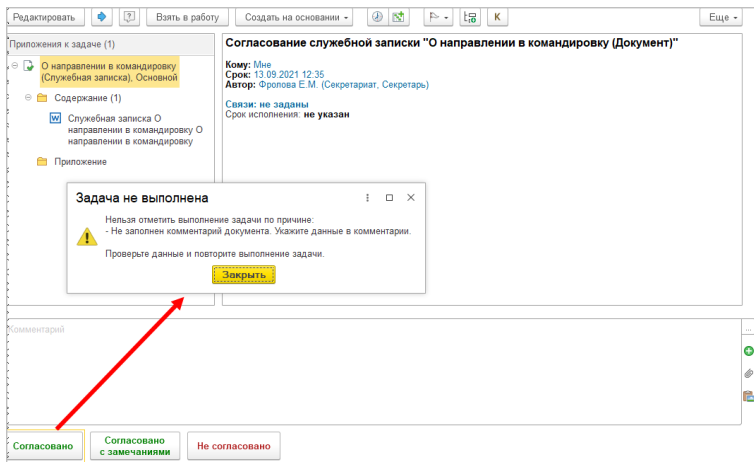 Редактировать
Взять в работу
Создать на основании
К
Еще
Приложения к задаче (1)
О направлении в командировку
(Служебная записка), Основной
Содержание (1)
W
Служебная записка О
направлении в командировку О
направлении в командировку
Приложение
Согласование служебной записки "О направлении в командировку (Документ)"
Кому: Мне
Срок: 13.09.2021 12:35
Автор: Фролова Е.М. (Секретариат, Секретарь)
Связи: не заданы
Срок исполнения: не указан
Задача не выполнена
Нельзя отметить выполнение задачи по причине:
- Не заполнен комментарий документа. Укажите данные в комментарии.
Проверьте данные и повторите выполнение задачи.
Закрыть
Комментарий
...
Согласовано
Согласовано
с замечаниями
Не согласовано